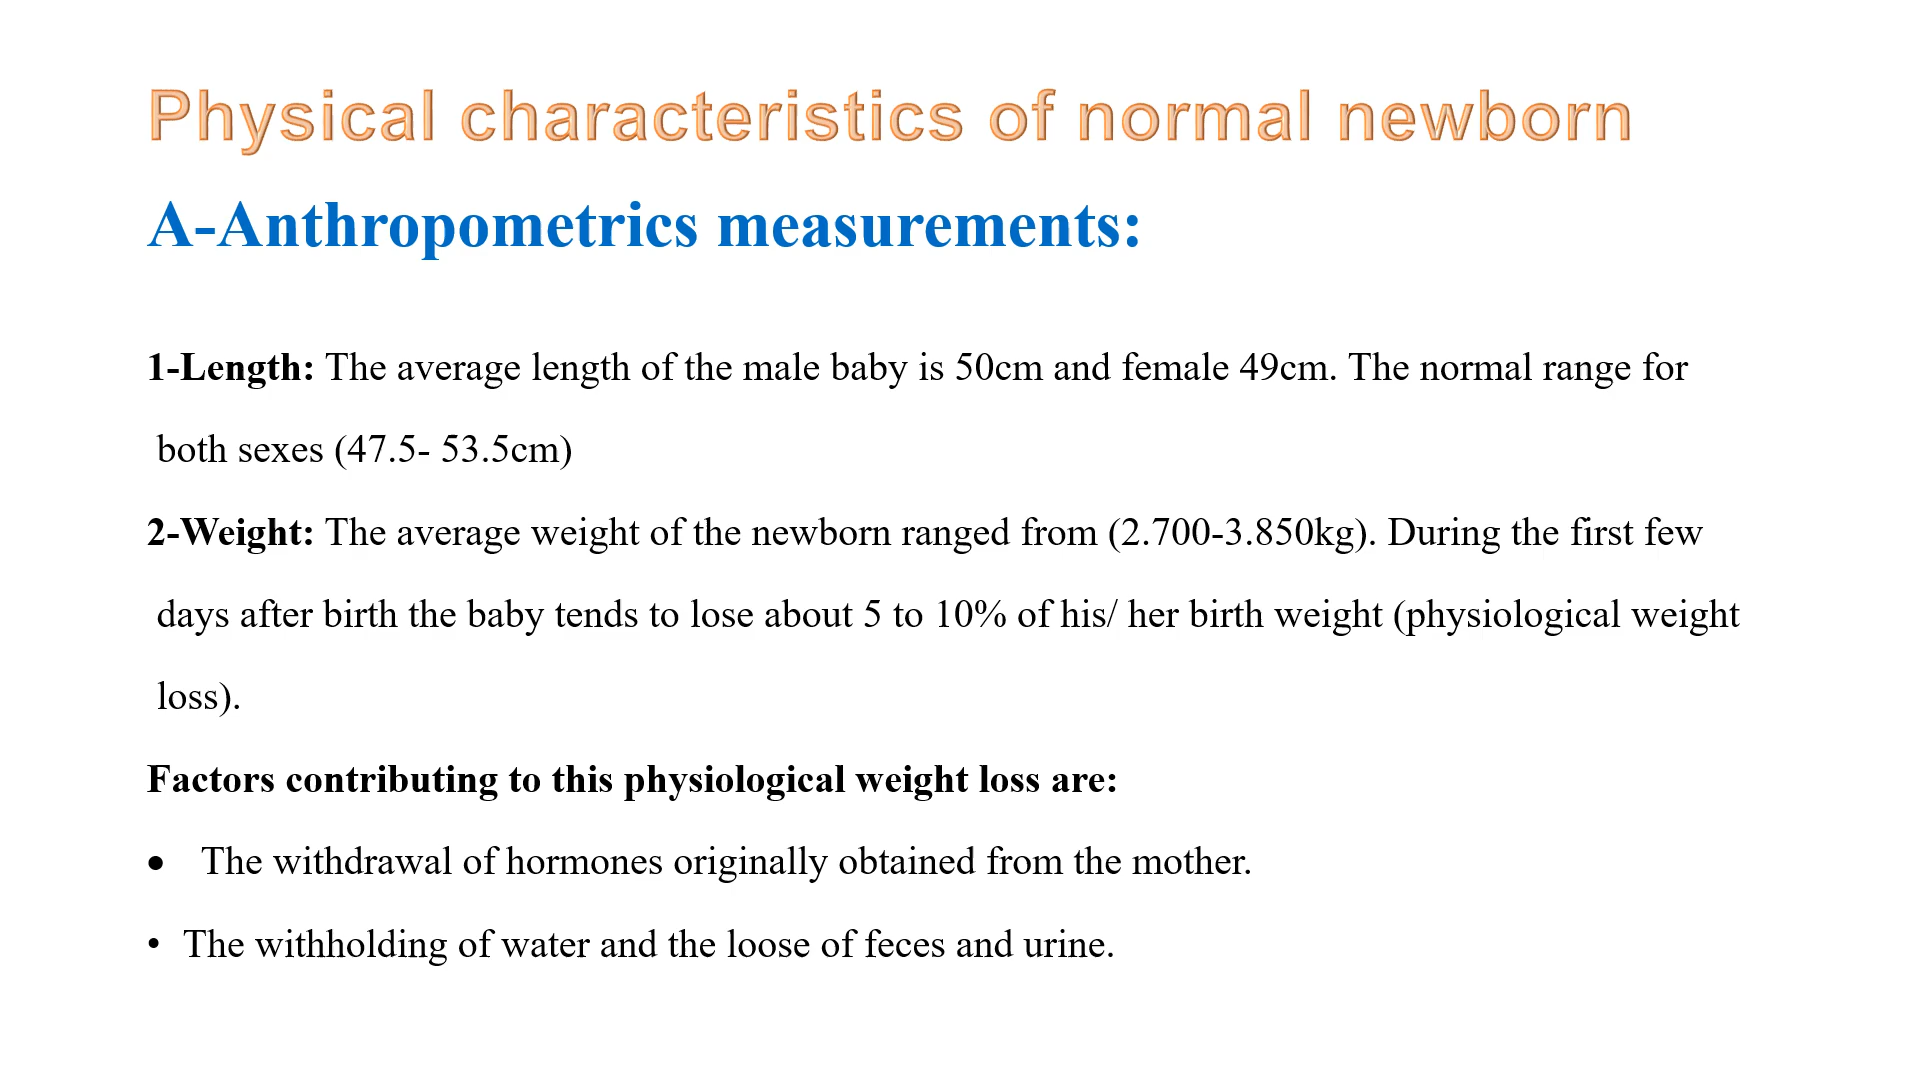 Physical characteristics of normal newborn
A-Anthropometrics measurements:
1-Length: The average length of the male baby is 50cm and female 49cm. The normal range for
both sexes (47.5- 53.5cm)
2-Weight: The average weight of the newborn ranged from (2.700-3.850kg). During the first few
days after birth the baby tends to lose about 5 to 10% of his/ her birth weight (physiological weight
loss).
Factors contributing to this physiological weight loss are:
• The withdrawal of hormones originally obtained from the mother.
• The withholding of water and the loose of feces and urine.